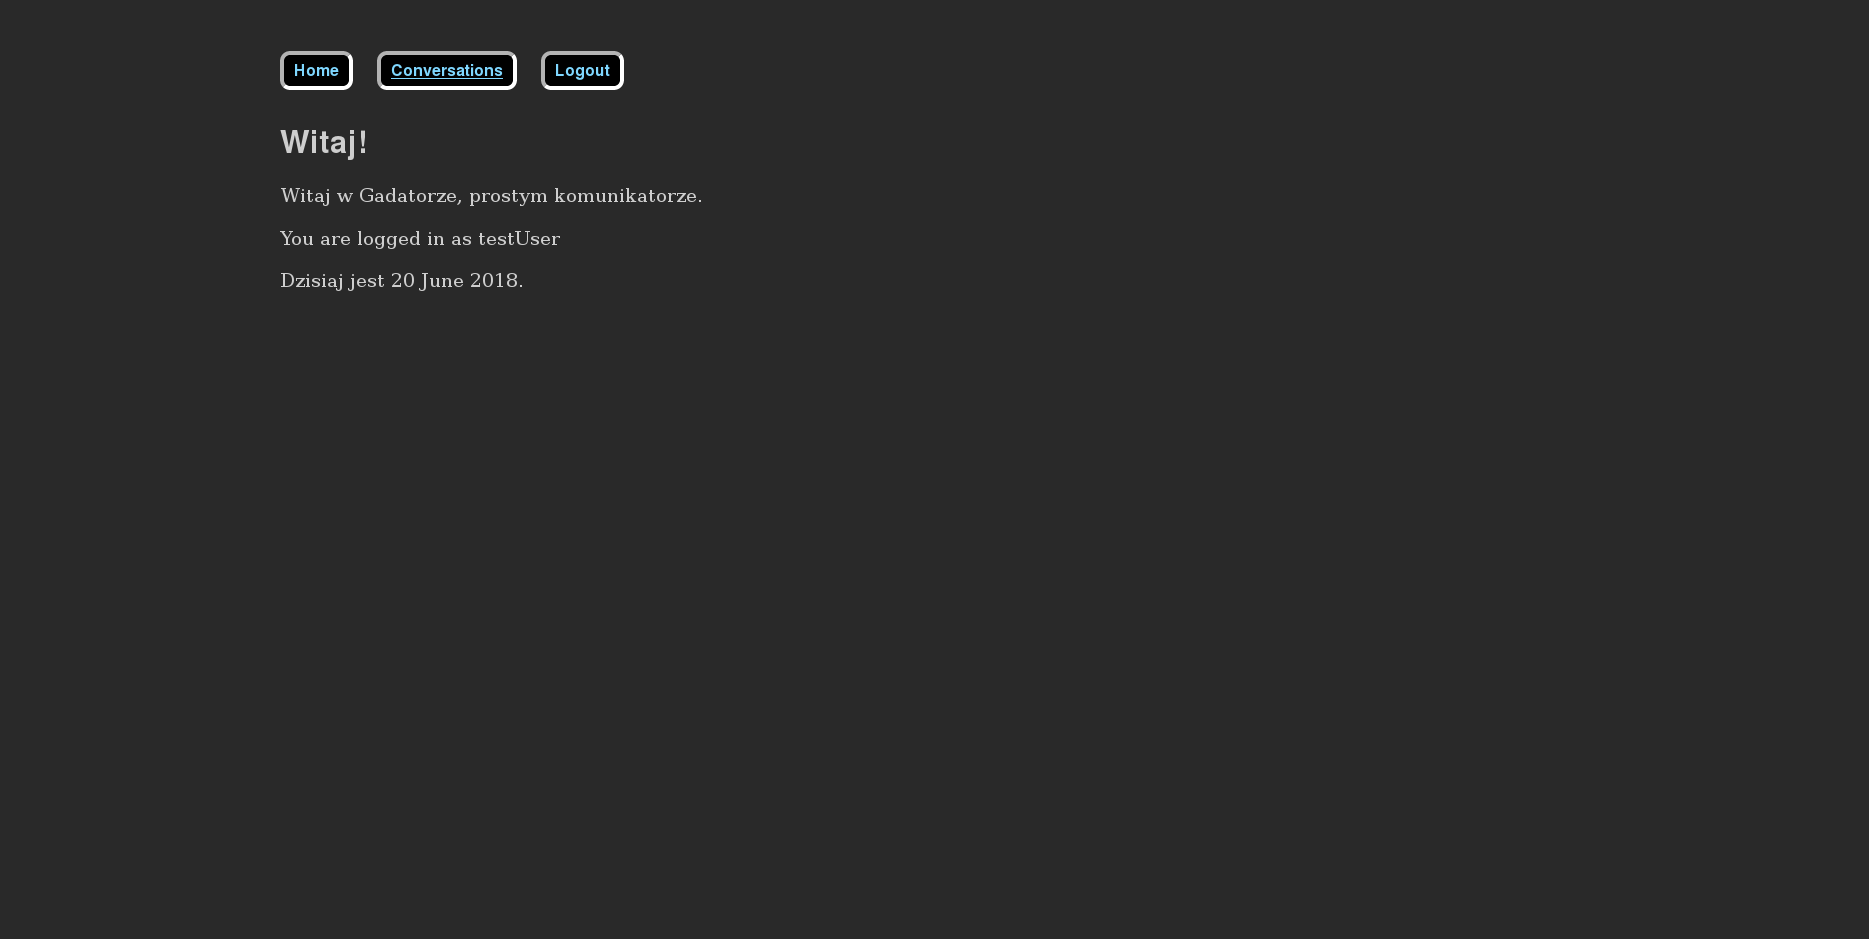 Home Conversations Logout
Witaj!
Witaj w Gadatorze, prostym komunikatorze.
You are logged in as testUser
Dzisiaj jest 20 June 2018.